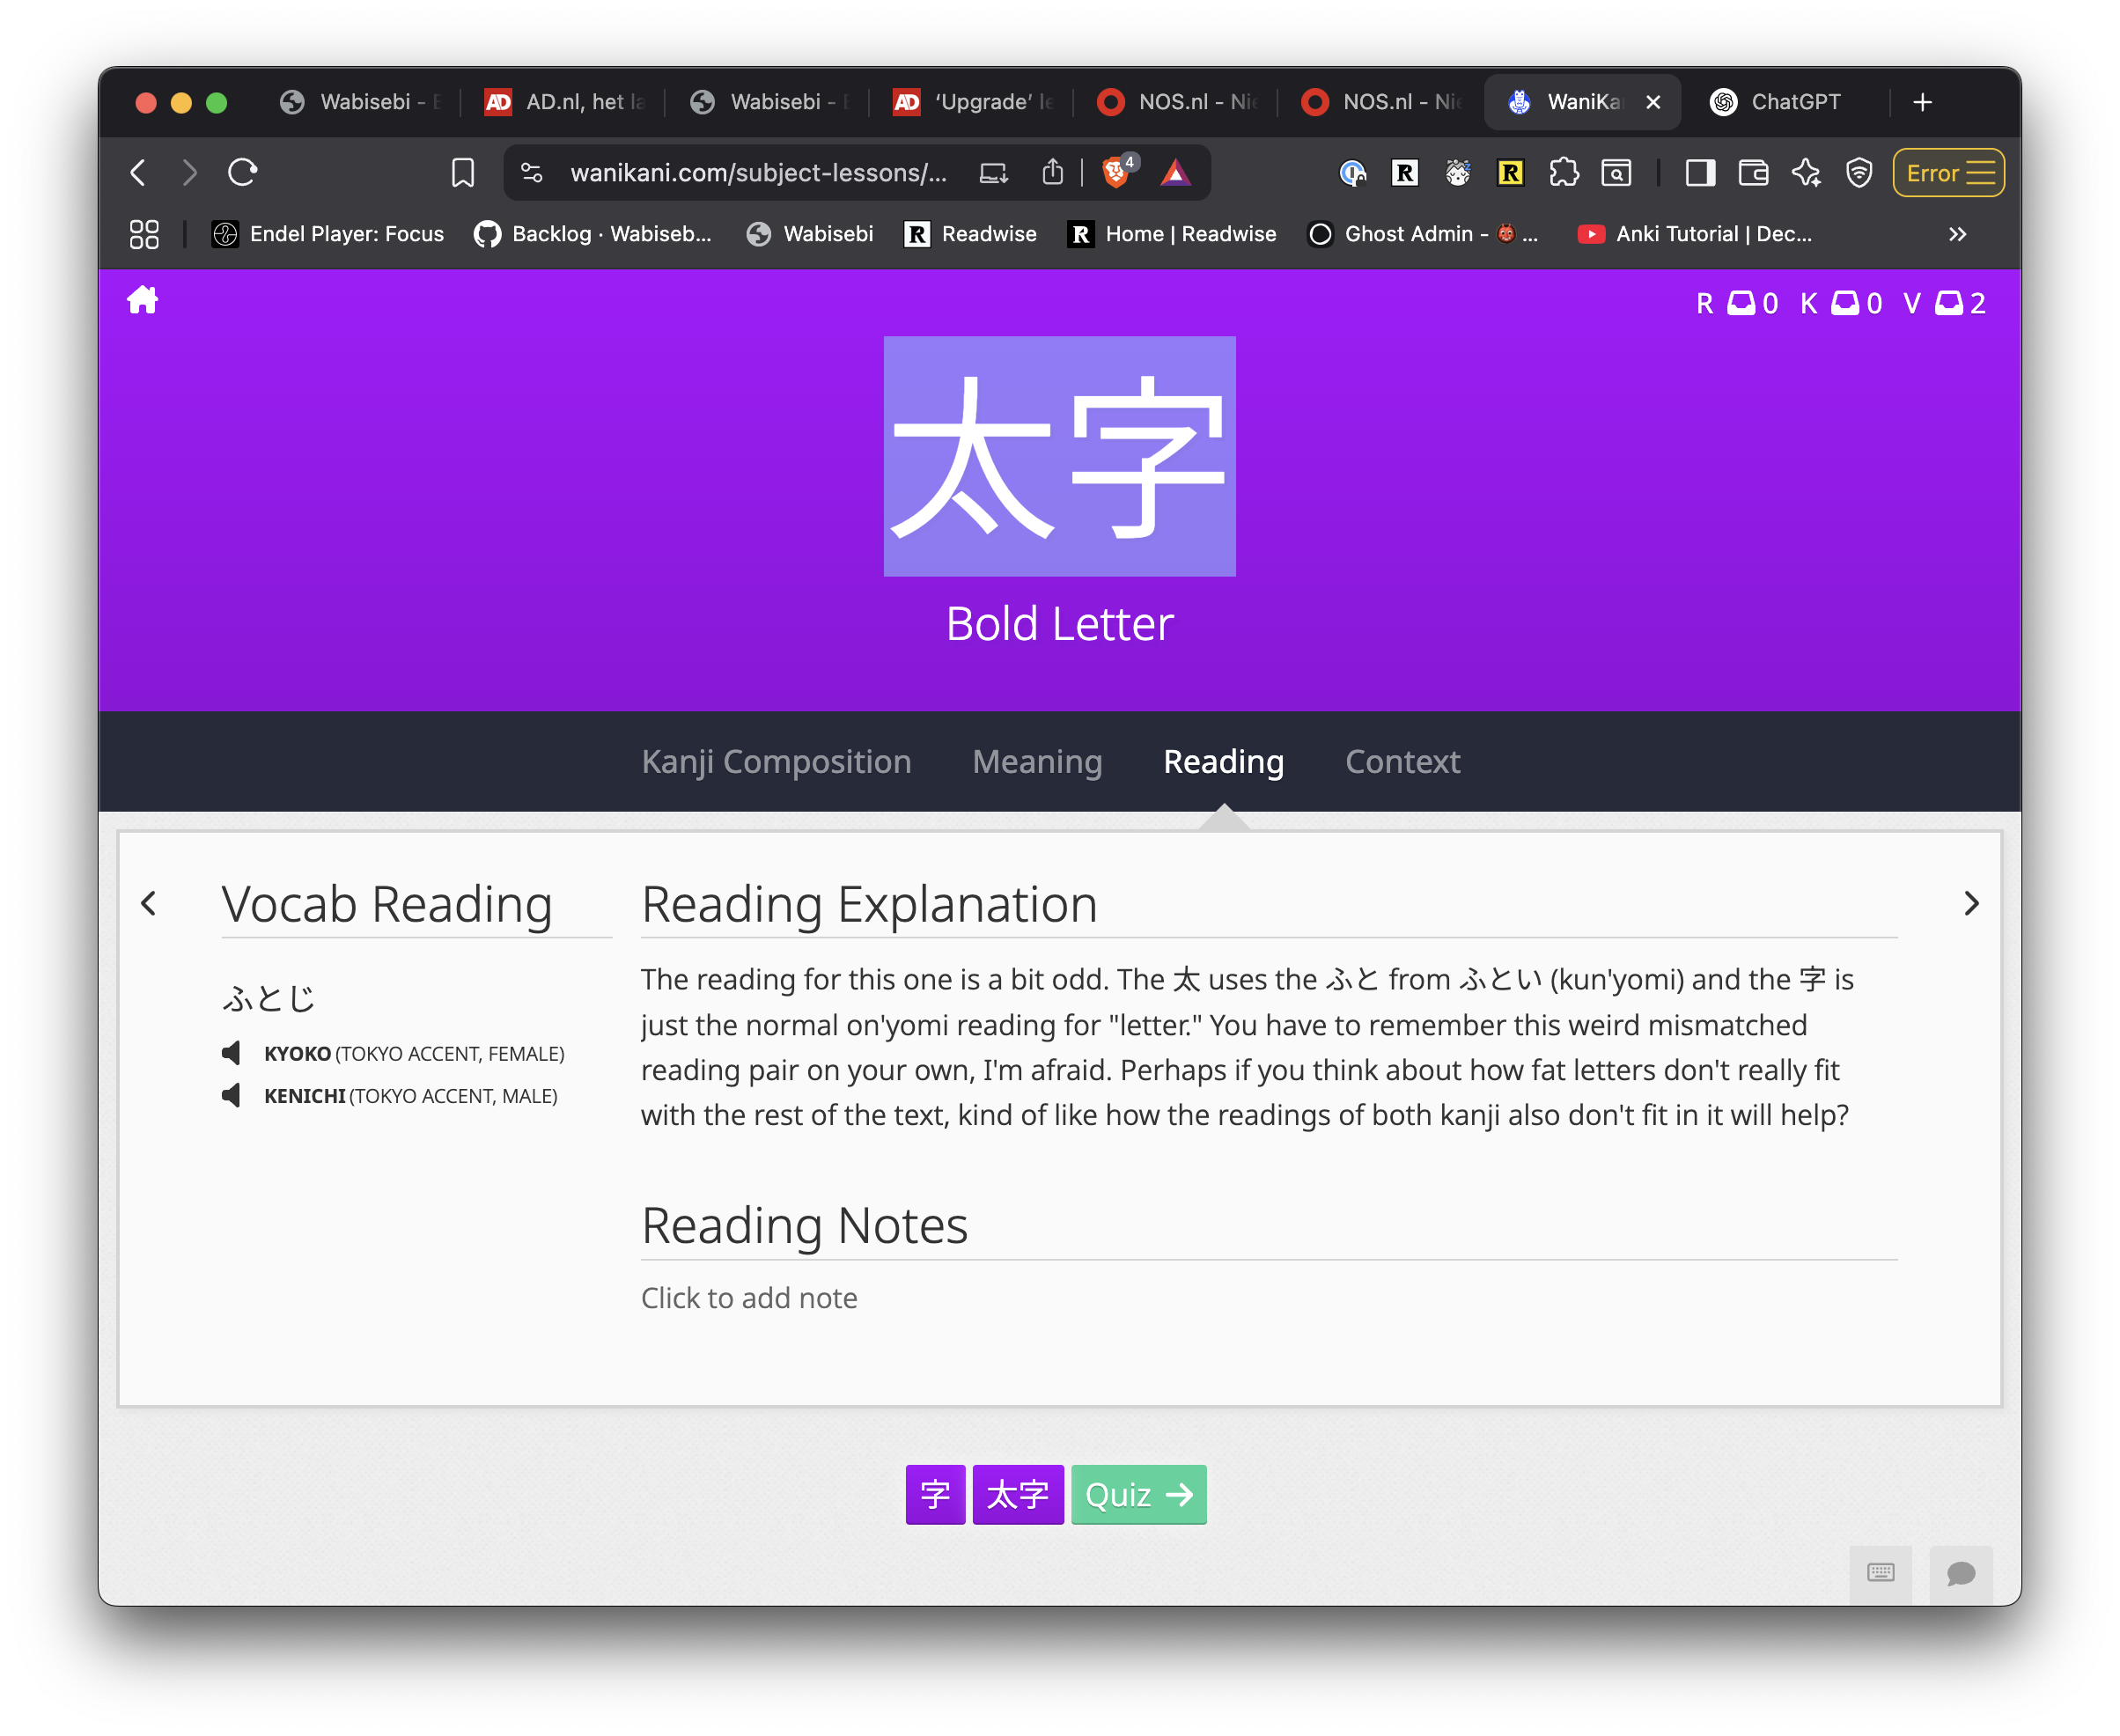 Wabisebi -
AD AD.nl, het la
Wabisebi -
AD ‘Upgrade’ le
NOS.nl - Nie
NOS.nl - Nie
WaniKa
ChatGPT
wanikani.com/subject-lessons/...
4
Error
Endel Player: Focus
Backlog · Wabiseb...
Wabisebi
R Readwise
R Home | Readwise
Ghost Admin - 🐞 ...
Anki Tutorial | Dec...
R 0 K 0 V 2
太字
Bold Letter
Kanji Composition Meaning Reading Context
Vocab Reading
ふとじ
KYOKO (TOKYO ACCENT, FEMALE)
KENICHI (TOKYO ACCENT, MALE)
Reading Explanation
The reading for this one is a bit odd. The 太 uses the ふと from ふとい (kun'yomi) and the 字 is
just the normal on'yomi reading for "letter." You have to remember this weird mismatched
reading pair on your own, I'm afraid. Perhaps if you think about how fat letters don't really fit
with the rest of the text, kind of like how the readings of both kanji also don't fit in it will help?
Reading Notes
Click to add note
字 太字 Quiz